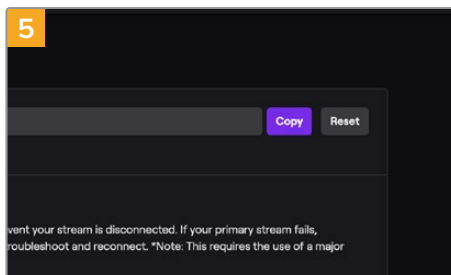 5
Copy Reset
vent your stream is disconnected. If your primary stream fails,
roubleshoot and reconnect. *Note: This requires the use of a major